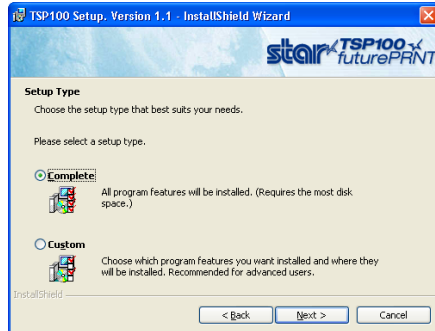 TSP100 Setup. Version 1.1 - InstallShield Wizard
star TSP100
futurePRNT
Setup Type
Choose the setup type that best suits your needs.
Please select a setup type.
Complete
All program features will be installed. (Requires the most disk
space.)
Custom
Choose which program features you want installed and where they
will be installed. Recommended for advanced users.
InstallShield
< Back Next > Cancel